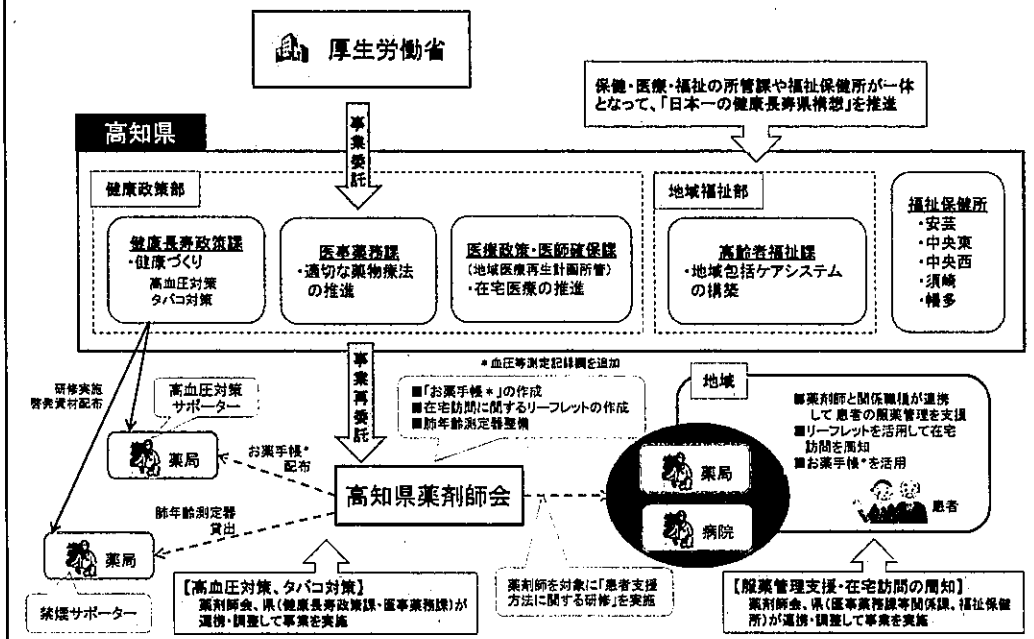 厚生労働省
保健・医療・福祉の所管課や福祉保健所が一体
となって、「日本一の健康長寿県構想」を推進
高知県
事業委託
健康政策部
地域福祉部
健康長寿政策課
・健康づくり
高血圧対策
タバコ対策
医事薬務課
・適切な薬物療法
の推進
医療政策・医師確保課
(地域医療再生計画所管)
・在宅医療の推進
高齢者福祉課
・地域包括ケアシステム
の構築
福祉保健所
・安芸
・中央東
・中央西
・須崎
・幡多
事業再委託
*血圧等測定記録欄を追加
■「お薬手帳*」の作成
■在宅訪問に関するリーフレットの作成
■肺年齢測定器整備
研修実施
啓発資材配布
高血圧対策
サポーター
薬局
お薬手帳*
配布
高知県薬剤師会
肺年齢測定器
貸出
薬局
禁煙サポーター
地域
■薬剤師と関係職種が連携
して患者の服薬管理を支援
■リーフレットを活用して在宅
訪問を周知
■お薬手帳*を活用
薬局
病院
患者
【高血圧対策、タバコ対策】
薬剤師会、県(健康長寿政策課・医事薬務課)が
連携・調整して事業を実施
薬剤師を対象に「患者支援
方法に関する研修」を実施
【服薬管理支援・在宅訪問の周知】
薬剤師会、県(医事薬務課等関係課、福祉保健
所)が連携・調整して事業を実施